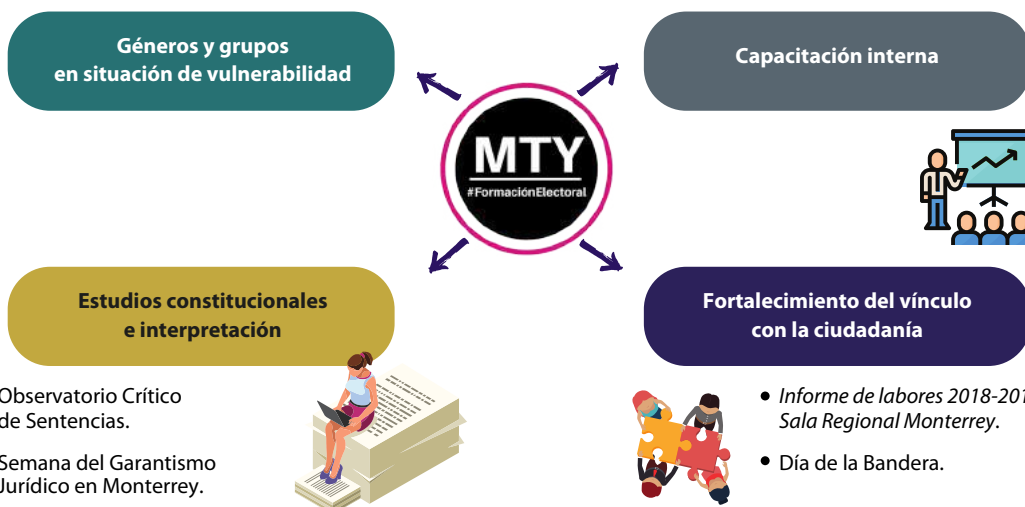 Géneros y grupos
en situación de vulnerabilidad
Capacitación interna
MTY
#FormaciónElectoral
Estudios constitucionales
e interpretación
Fortalecimiento del vínculo
con la ciudadanía
Observatorio Crítico
de Sentencias.
Semana del Garantismo
Jurídico en Monterrey.
• Informe de labores
Sala Regional Monterrey.
• Día de la Bandera.